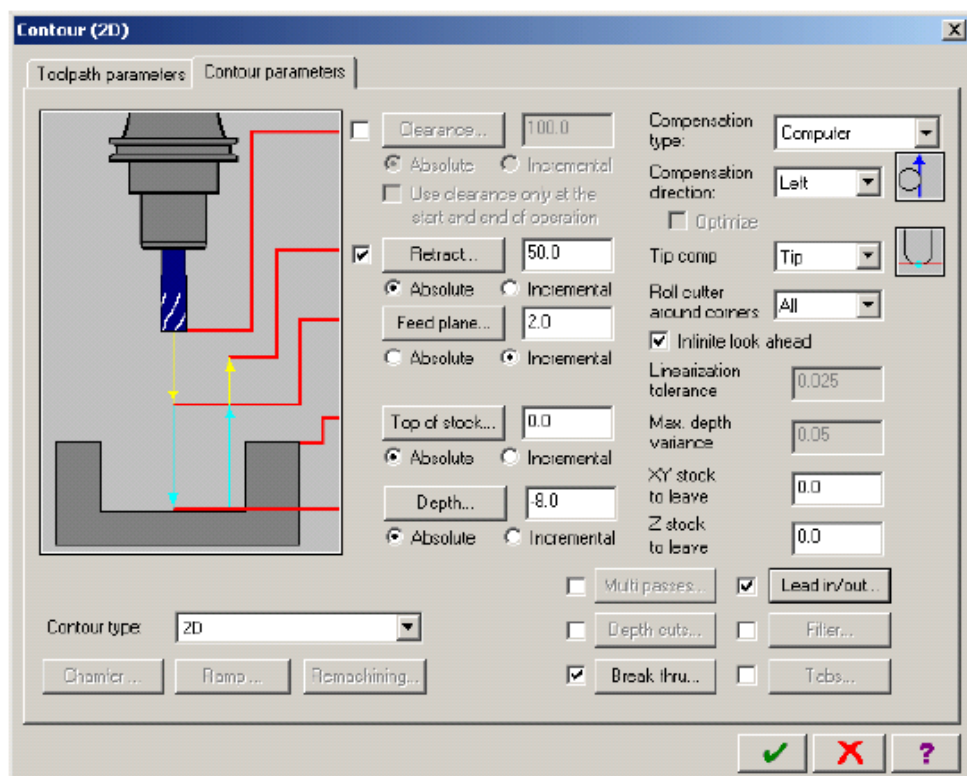 Contour (2D)
Toolpath parameters
Contour parameters
Clearance...
100.0
Absolute
Incremental
Use clearance only at the
start and end of operation
Retract...
50.0
Absolute
Incremental
Feed plane...
2.0
Absolute
Incremental
Top of stock...
0.0
Absolute
Incremental
Depth...
-8.0
Absolute
Incremental
Compensation
type:
Computer
Compensation
direction:
Left
Optimize
Tip comp
Tip
Roll cutter
around corners
All
Infinite look ahead
Linearization
tolerance
0.025
Max. depth
variance
0.05
XY stock
to leave
0.0
Z stock
to leave
0.0
Multi passes...
Lead in/out...
Depth cuts...
Filter...
Break thru...
Tabs...
Contour type:
2D
Chamfer ...
Ramp ...
Remachining...
?